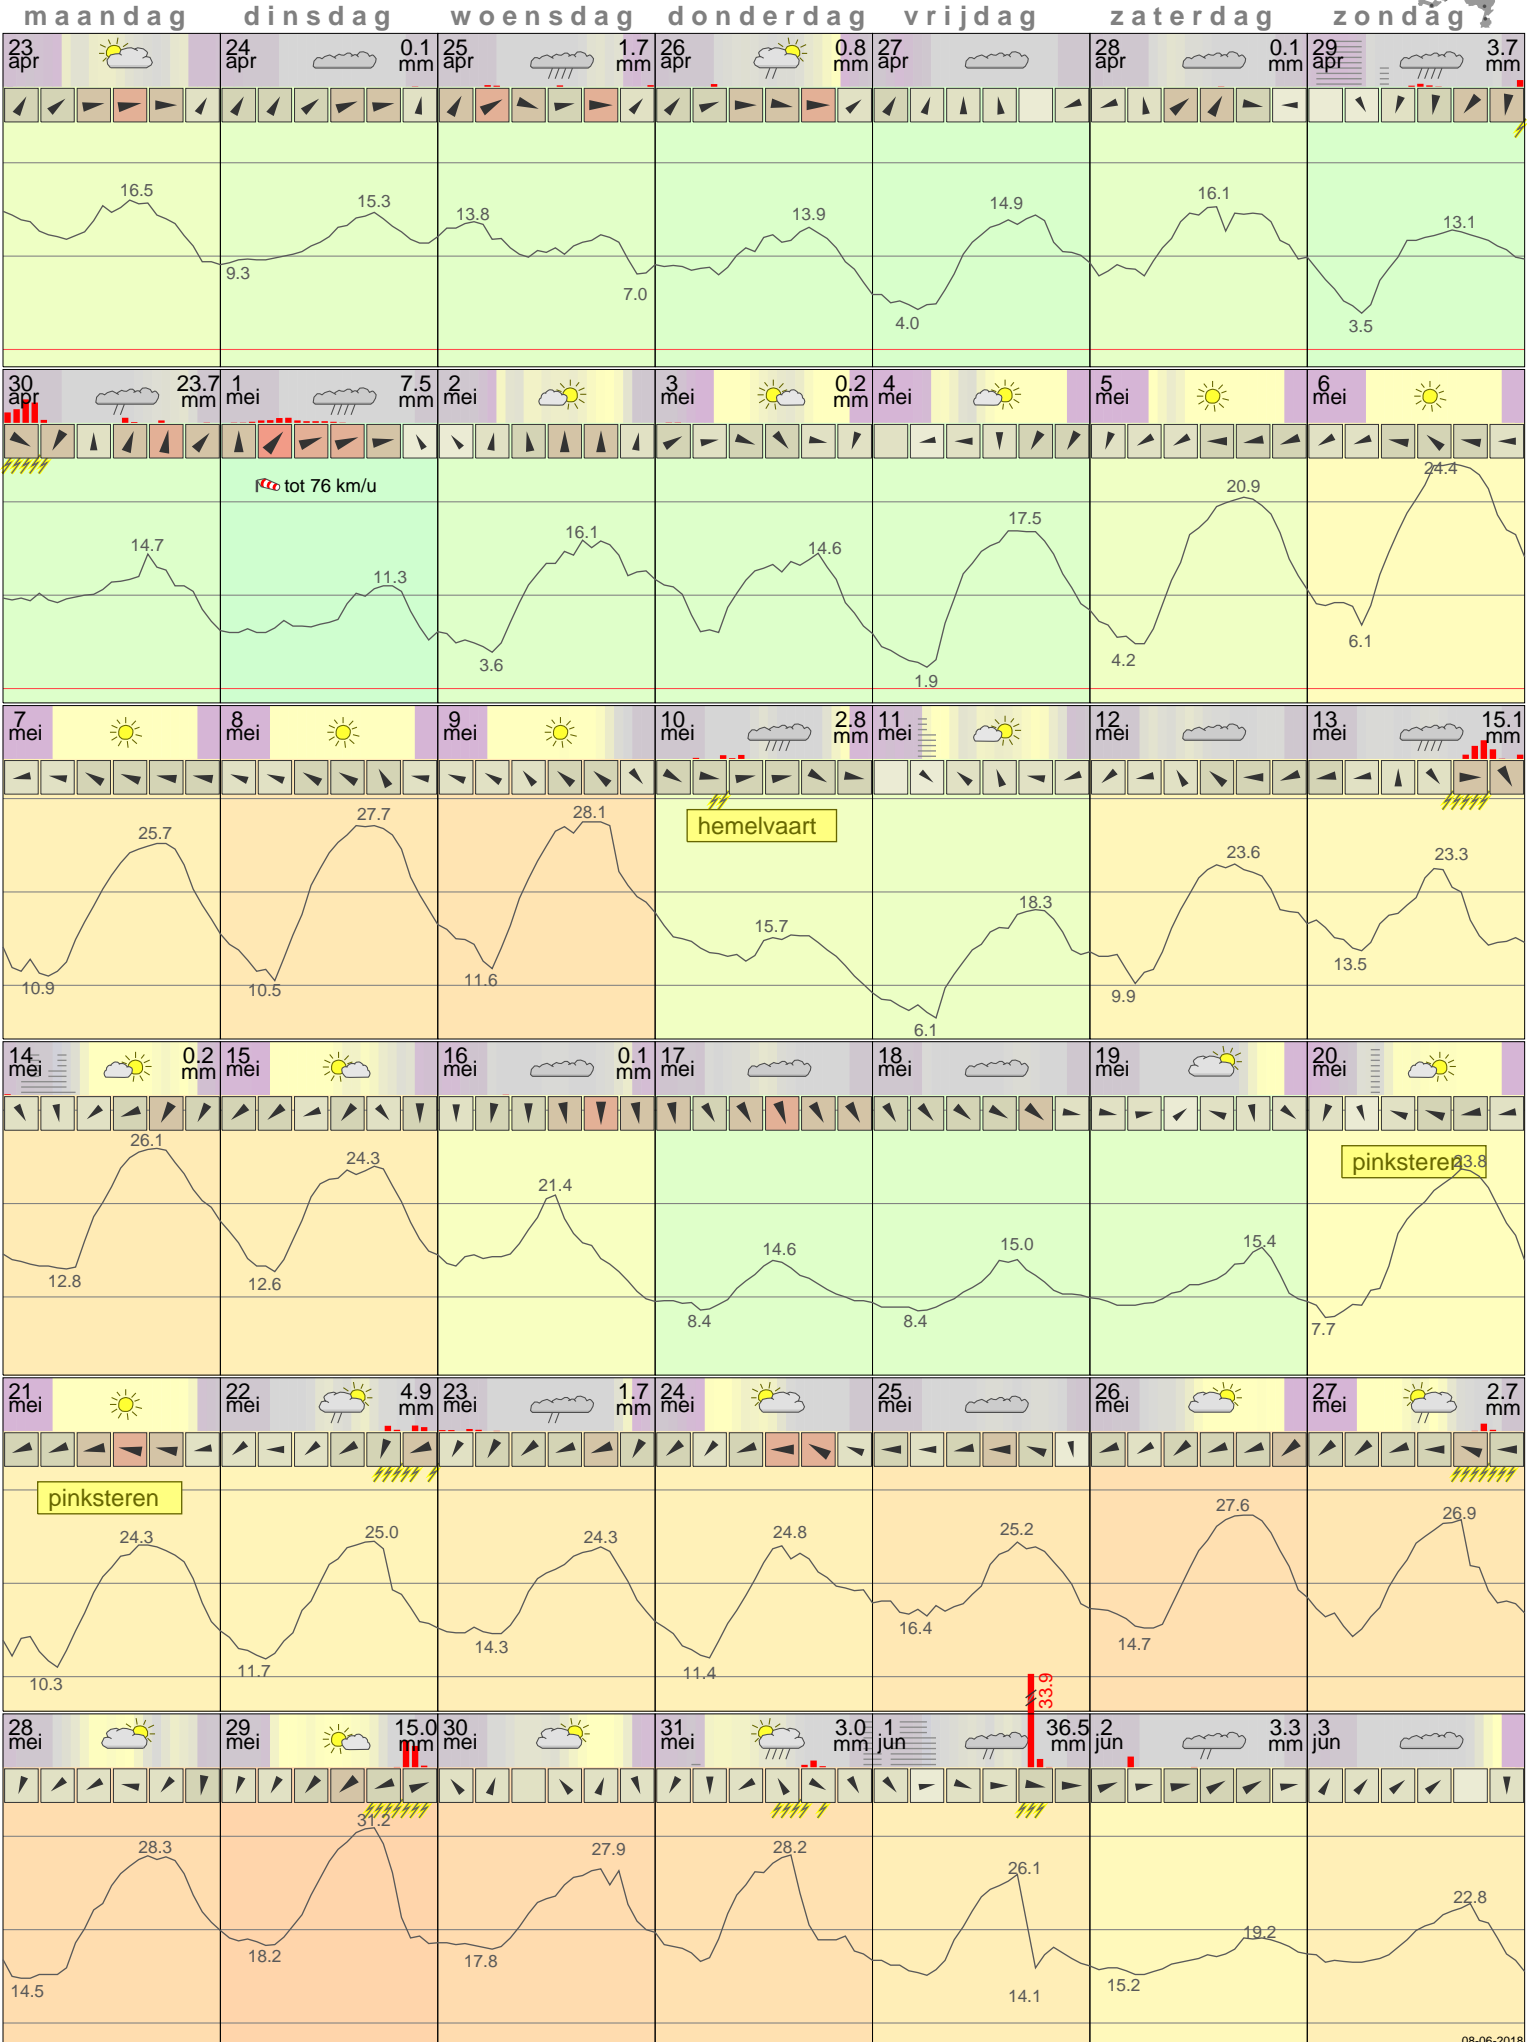 maandag dinsdag woensdag donderdag vrijdag zaterdag zondag
23 24 0.1 25 1.7 26 0.8 27 28 0.1 29 3.7
apr apr mm apr mm apr mm apr apr mm apr mm
16.5 15.3 13.8 13.9 14.9 16.1 13.1
9.3 7.0 4.0 3.5
30 23.7 1 7.5 2 3 0.2 4 5 6
apr mm mei mm mei mei mm mei mei mei
tot 76 km/u
14.7 11.3 16.1 14.6 17.5 20.9 24.4
3.6 1.9 4.2 6.1
7 8 9 10 2.8 11 12 13 15.1
mei mei mei mei mm mei mei mei mm
hemelvaart
25.7 27.7 28.1 15.7 18.3 23.6 23.3
10.9 10.5 11.6 6.1 9.9 13.5
14 0.2 15 16 0.1 17 18 19 20
mei mm mei mei mm mei mei mei mei
pinksteren
26.1 24.3 21.4 14.6 15.0 15.4 23.8
12.8 12.6 8.4 8.4 7.7
21 22 4.9 23 1.7 24 25 26 27 2.7
mei mei mm mei mm mei mei mei mei mm
pinksteren
24.3 25.0 24.3 24.8 25.2 27.6 26.9
10.3 11.7 14.3 11.4 16.4 14.7
33.9
28 29 15.0 30 31 3.0 1 36.5 2 3.3 3
mei mei mm mei mei mm jun mm jun mm jun
28.3 31.2 27.9 28.2 26.1 19.2 22.8
14.5 18.2 17.8 14.1 15.2
08-06-2018